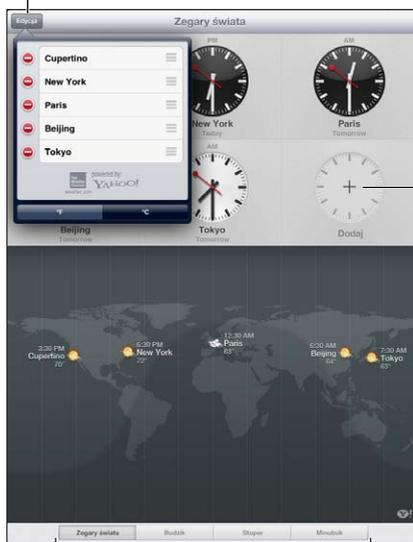 Edycja
Zegary świata
Cupertino
New York
Paris
Beijing
Tokyo
powered by:
YAHOO!
weather.com
°F
°C
PM
New York
Today
AM
Paris
Tomorrow
Beijing
Tomorrow
AM
Tokyo
Tomorrow
Dodaj
3:30 PM
Cupertino
70°
6:30 PM
New York
72°
12:30 AM
Paris
63°
6:30 AM
Beijing
64°
7:30 AM
Tokyo
63°
Y!
Zegary świata
Budzik
Stoper
Minutnik